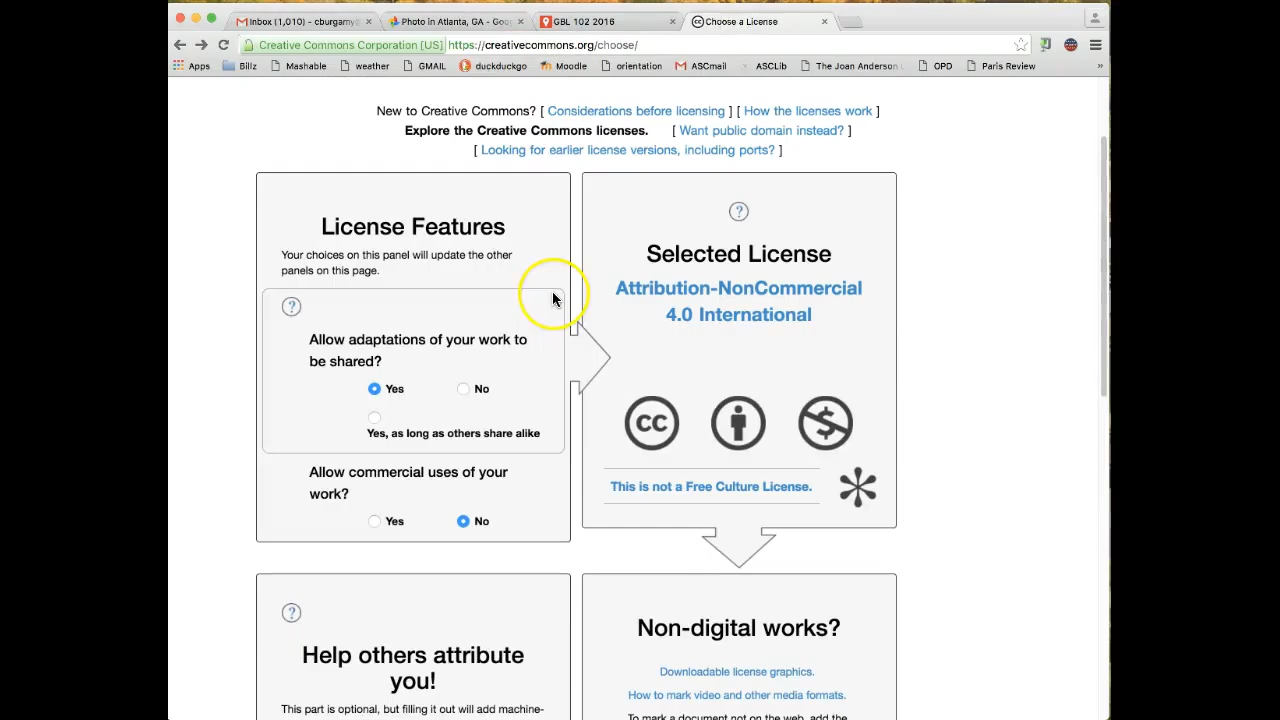 Inbox (1,010) - cburgamy@
Photo in Atlanta, GA - Goog
GBL 102 2016
Choose a License
Creative Commons Corporation [US]
https://creativecommons.org/choose/
Apps
Billz
Mashable
weather
GMAIL
duckduckgo
Moodle
orientation
ASCmail
ASCLib
The Joan Anderson
OPD
Paris Review
»
New to Creative Commons? [ Considerations before licensing ] [ How the licenses work ]
Explore the Creative Commons licenses. [ Want public domain instead? ]
[ Looking for earlier license versions, including ports? ]
License Features
Your choices on this panel will update the other
panels on this page.
?
Allow adaptations of your work to
be shared?
Yes
No
Yes, as long as others share alike
Allow commercial uses of your
work?
Yes
No
?
Selected License
Attribution-NonCommercial
4.0 International
cc
$
This is not a Free Culture License.
?
Help others attribute
you!
This part is optional, but filling it out will add machine-
Non-digital works?
Downloadable license graphics.
How to mark video and other media formats.
To mark a document not on the web, add the